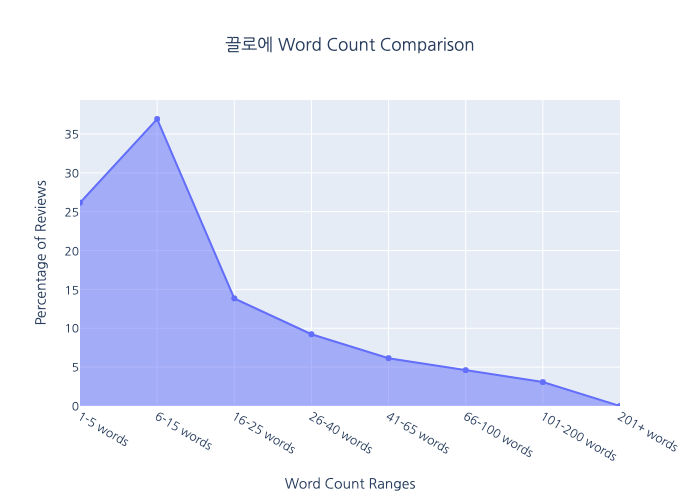 끌로에 Word Count Comparison
Percentage of Reviews
35
30
25
20
15
10
5
0
1-5 words
6-15 words
16-25 words
26-40 words
41-65 words
66-100 words
101-200 words
201+ words
Word Count Ranges